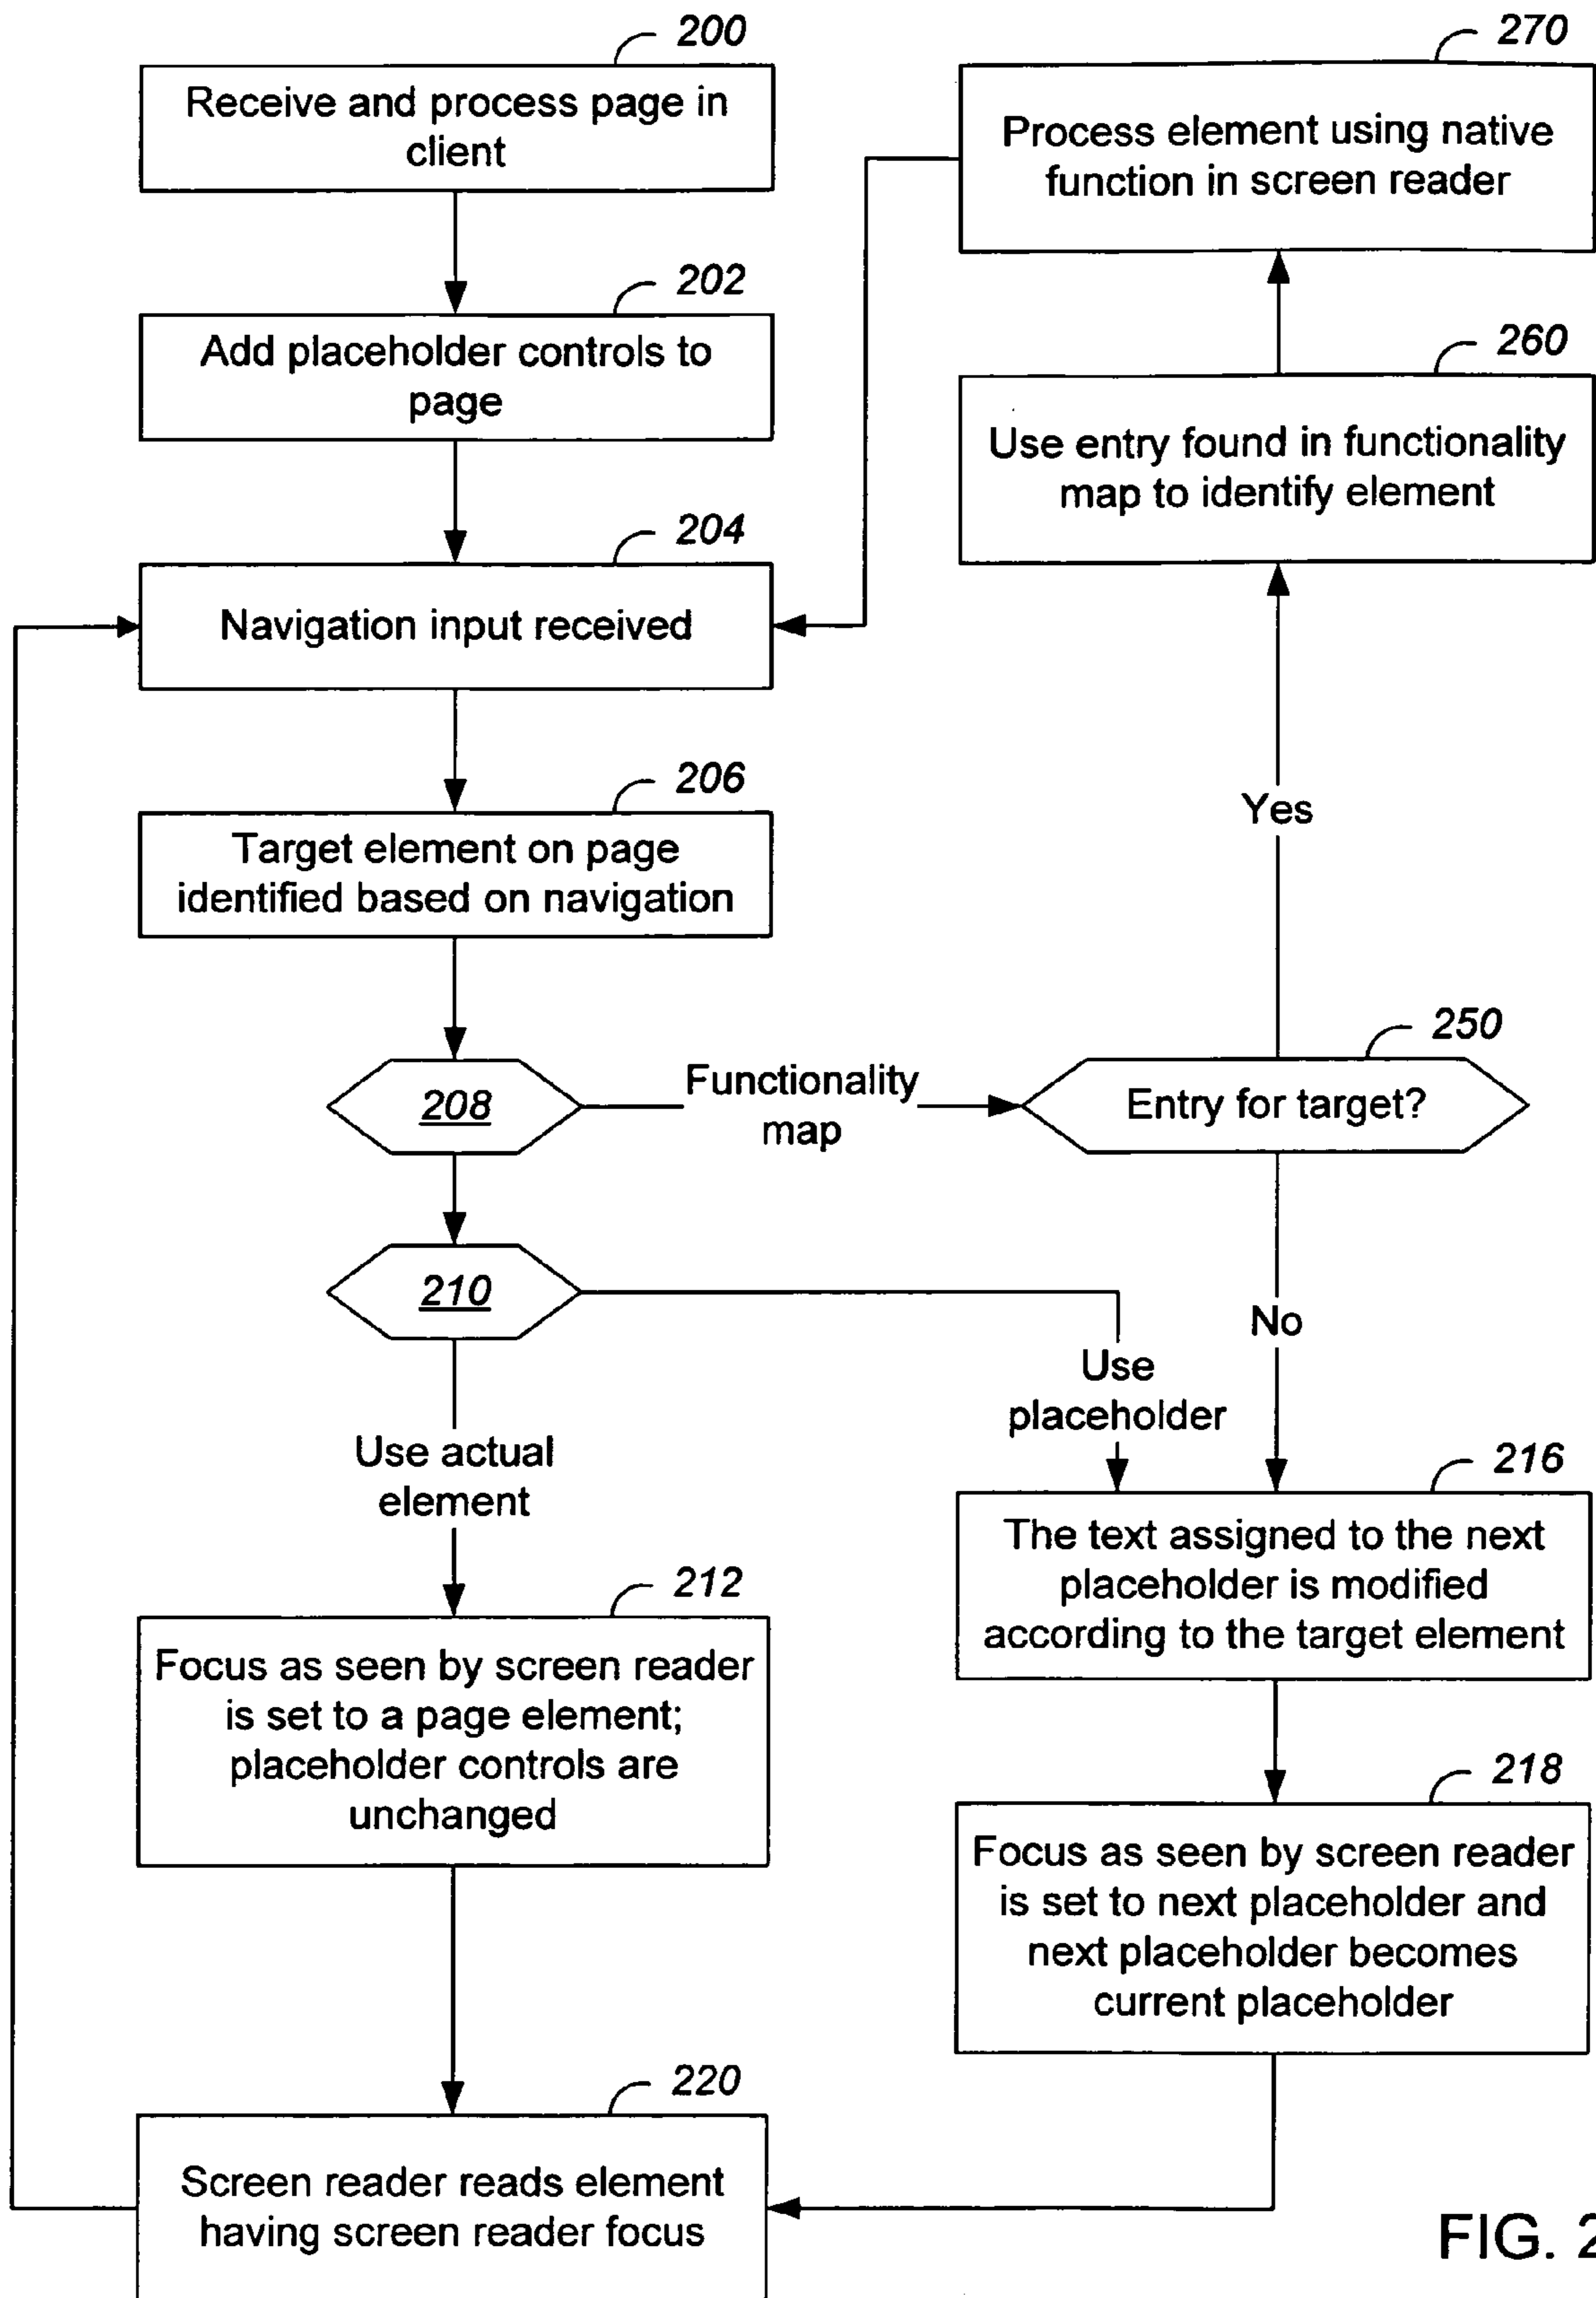 200
Receive and process page in
client
202
Add placeholder controls to
page
204
Navigation input received
206
Target element on page
identified based on navigation
208
Functionality
map
250
Entry for target?
Yes
260
Use entry found in functionality
map to identify element
270
Process element using native
function in screen reader
No
210
Use
placeholder
Use actual
element
212
Focus as seen by screen reader
is set to a page element;
placeholder controls are
unchanged
216
The text assigned to the next
placeholder is modified
according to the target element
218
Focus as seen by screen reader
is set to next placeholder and
next placeholder becomes
current placeholder
220
Screen reader reads element
having screen reader focus
FIG. 2